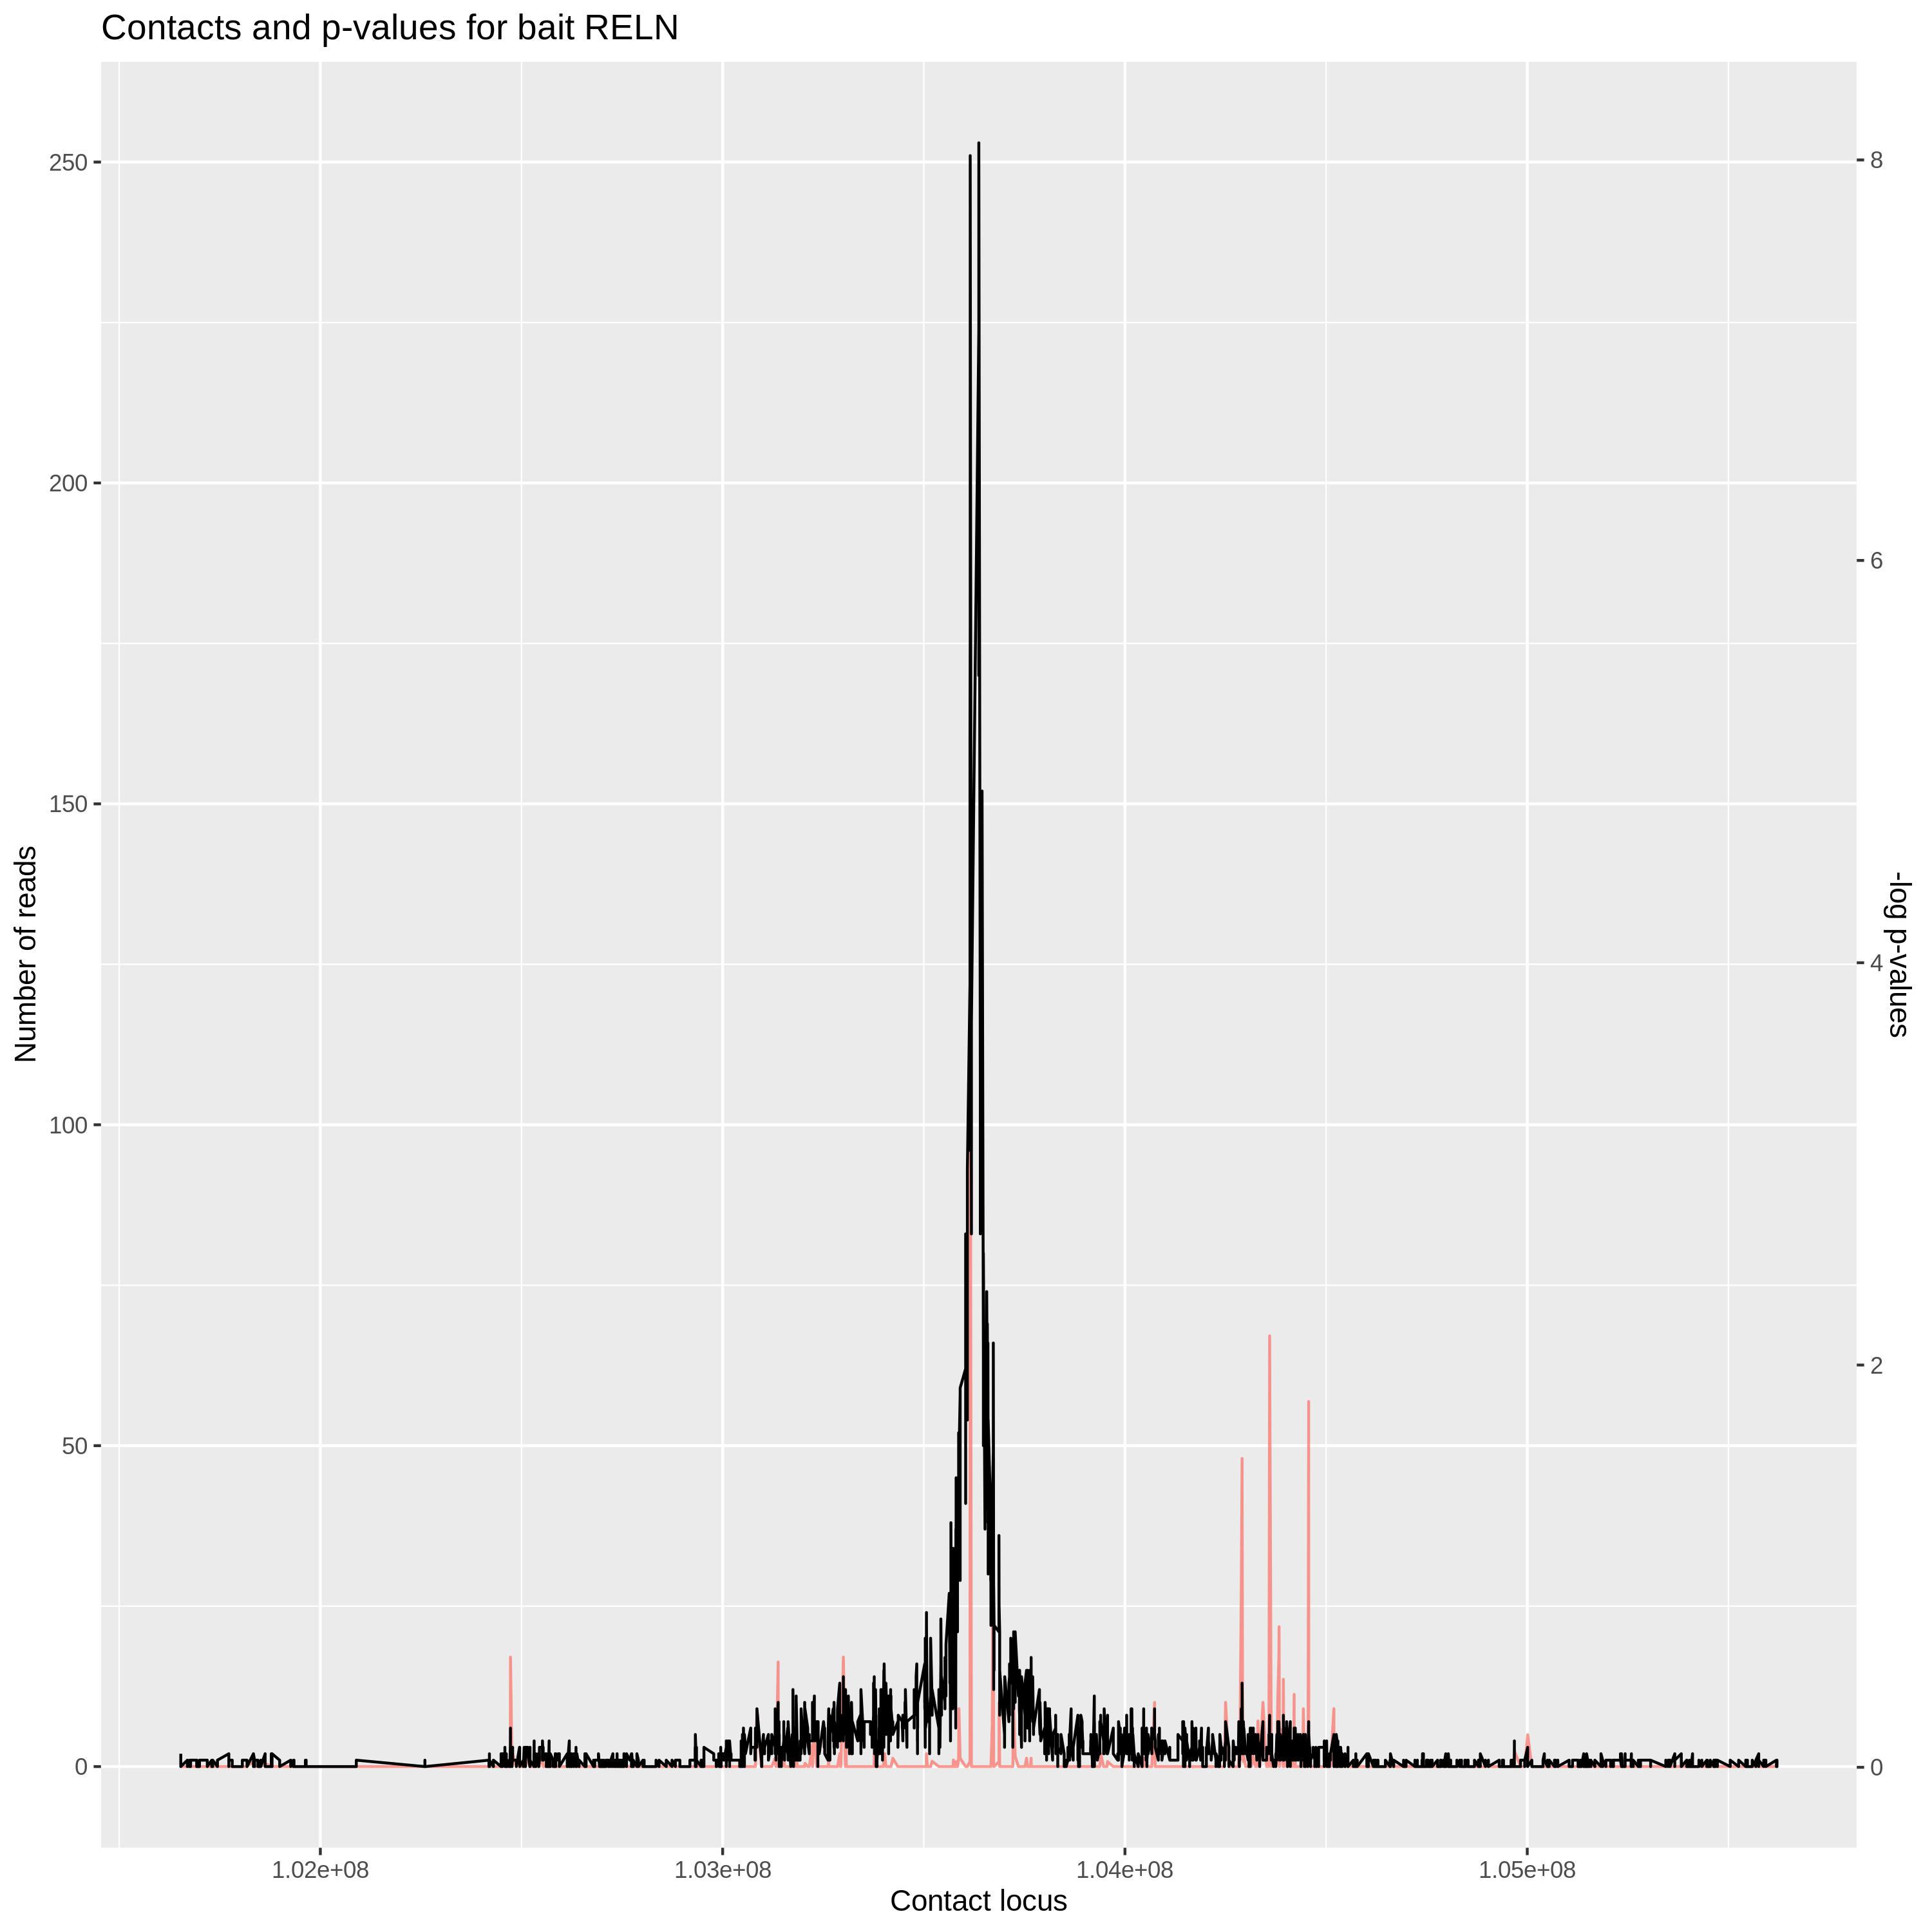 Contacts and p-values for bait RELN
250
200
150
100
50
0
Number of reads
8
6
4
2
0
-log p-values
1.02e+08
1.03e+08
1.04e+08
1.05e+08
Contact locus